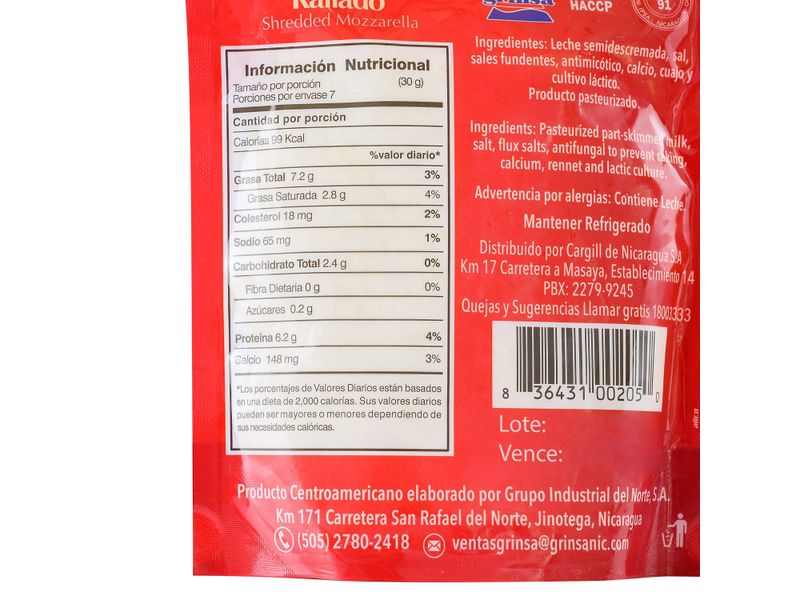 Rallado
Shredded Mozzarella
grinsa
HACCP
91
Información Nutricional
Tamaño por porción (30 g)
Porciones por envase 7
Cantidad por porción
Calorías 99 Kcal
%valor diario*
Grasa Total 7.2 g 3%
Grasa Saturada 2.8 g 4%
Colesterol 18 mg 2%
Sodio 65 mg 1%
Carbohidrato Total 2.4 g 0%
Fibra Dietaria 0 g 0%
Azúcares 0.2 g
Proteína 6.2 g 4%
Calcio 148 mg 3%
*Los porcentajes de Valores Diarios están basados
en una dieta de 2,000 calorías. Sus valores diarios
pueden ser mayores o menores dependiendo de
sus necesidades calóricas.
Ingredientes: Leche semidescremada, sal,
sales fundentes, antimicótico, calcio, cuajo y
cultivo láctico.
Producto pasteurizado.
Ingredients: Pasteurized part-skimmed milk,
salt, flux salts, antifungal to prevent caking,
calcium, rennet and lactic culture.
Advertencia por alergias: Contiene Leche.
Mantener Refrigerado
Distribuido por Cargill de Nicaragua S.A
Km 17 Carretera a Masaya, Establecimiento 14
PBX: 2279-9245
Quejas y Sugerencias Llamar gratis 18003333
8 36431 00205 0
Lote:
Vence:
Producto Centroamericano elaborado por Grupo Industrial del Norte, S.A.
Km 171 Carretera San Rafael del Norte, Jinotega, Nicaragua
(505) 2780-2418 ventasgrinsa@grinsanic.com